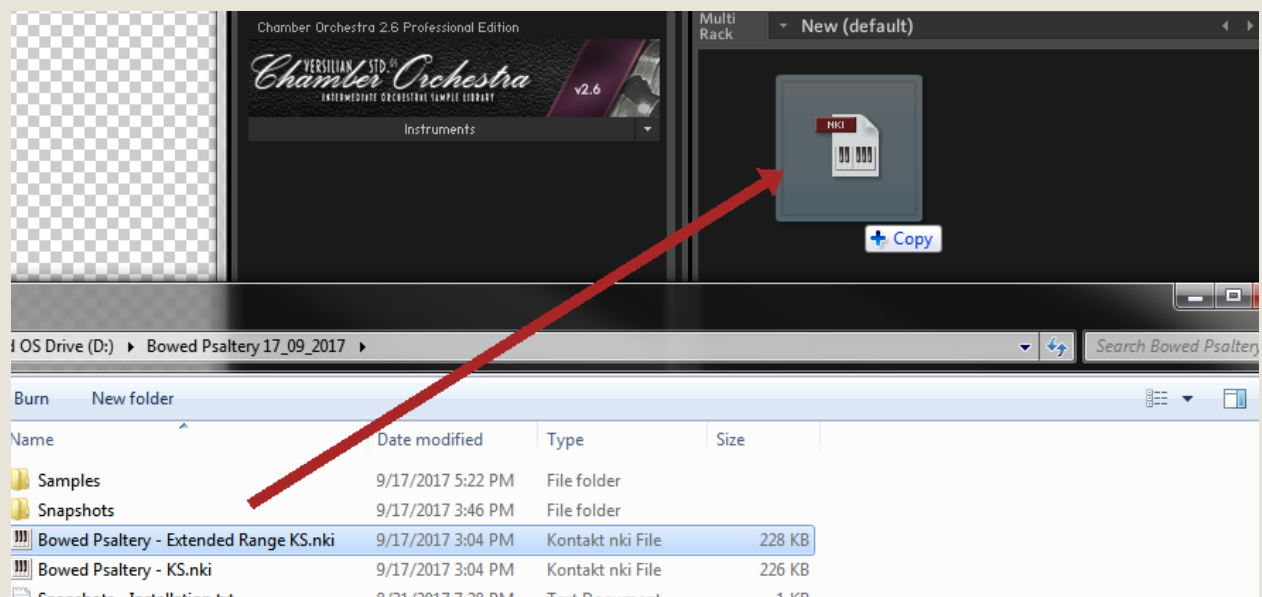 Chamber Orchestra 2.6 Professional Edition
VERSILIAN STD.
Chamber Orchestra
INTERMEDIATE ORCHESTRAL SAMPLE LIBRARY
v2.6
Instruments
Multi
Rack
New (default)
NKI
Copy
OS Drive (D:) Bowed Psaltery 17_09_2017
Search Bowed Psaltery
Burn New folder
Name Date modified Type Size
Samples 9/17/2017 5:22 PM File folder
Snapshots 9/17/2017 3:46 PM File folder
Bowed Psaltery - Extended Range KS.nki 9/17/2017 3:04 PM Kontakt nki File 228 KB
Bowed Psaltery - KS.nki 9/17/2017 3:04 PM Kontakt nki File 226 KB